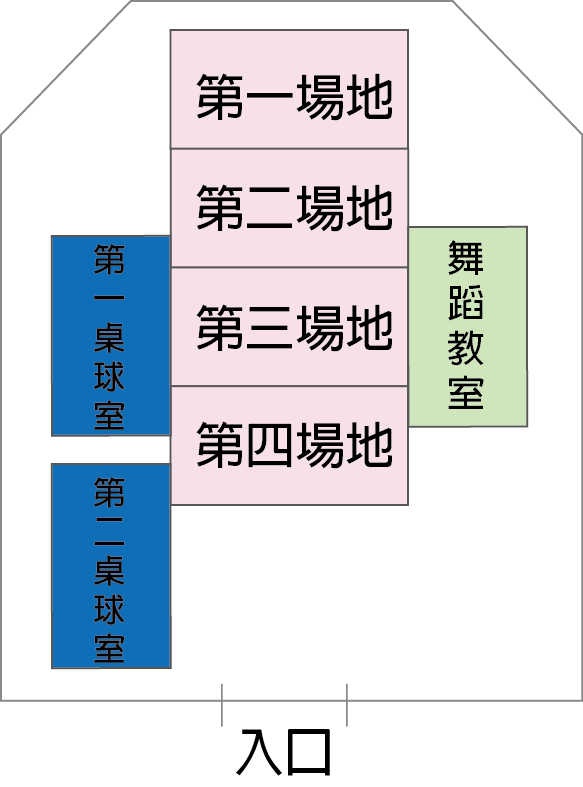 第一場地
第二場地
第三場地
第四場地
第一桌球室
第二桌球室
舞蹈教室
入口